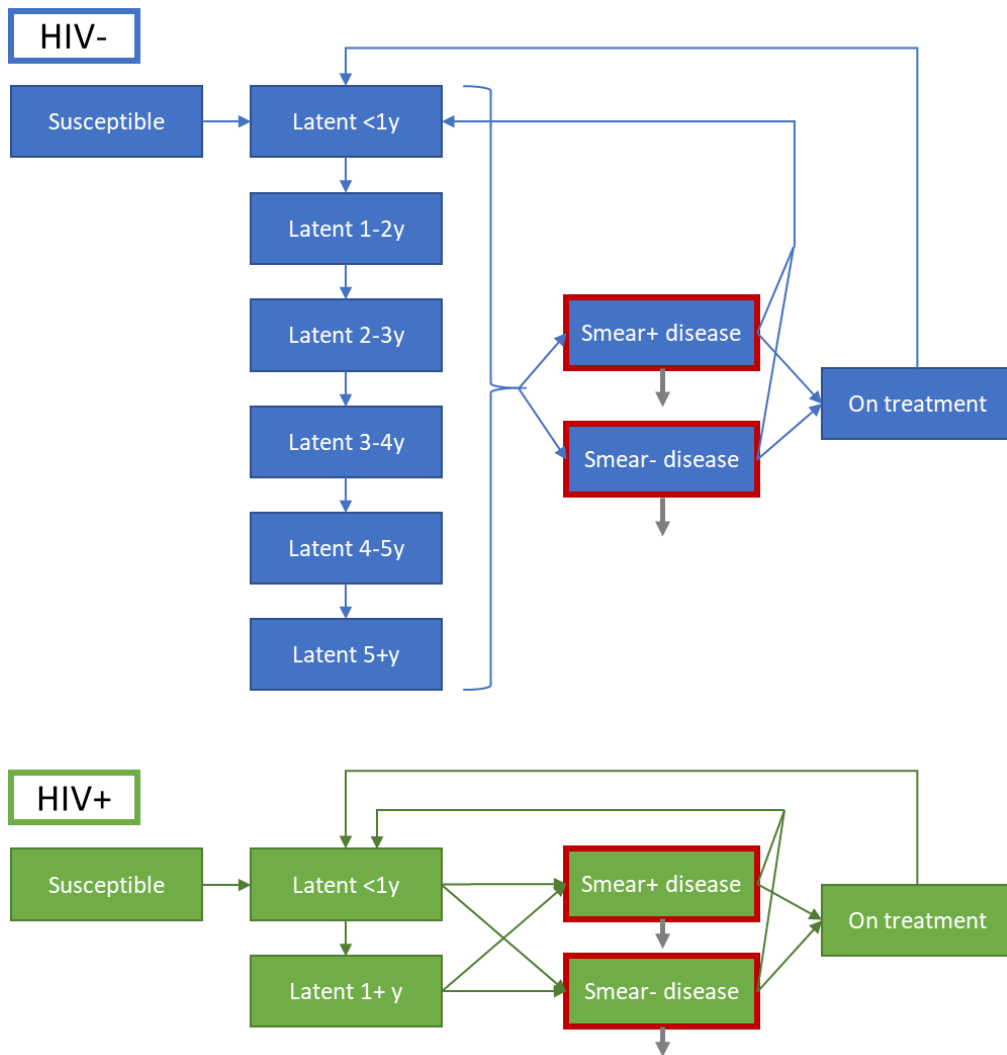 HIV-
Susceptible
Latent <1y
Latent 1-2y
Latent 2-3y
Smear+ disease
On treatment
Latent 3-4y
Smear- disease
Latent 4-5y
Latent 5+y
HIV+
Susceptible
Latent <1y
Smear+ disease
On treatment
Latent 1+ y
Smear- disease